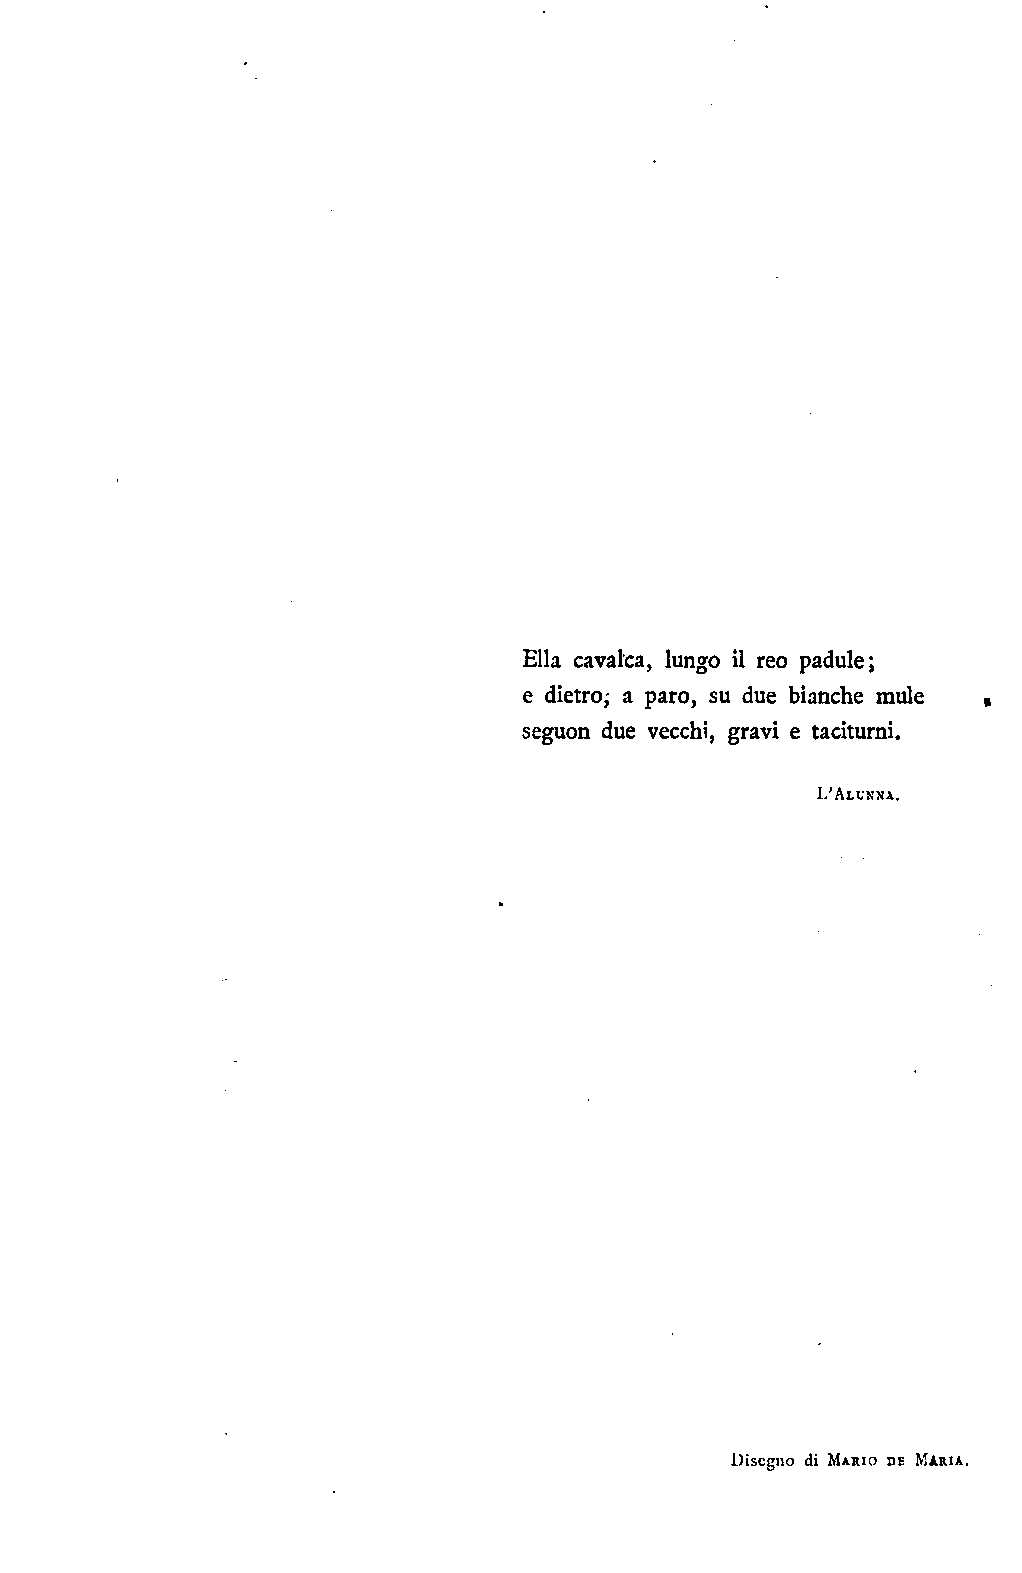 Ella cavalca, lungo il reo padule;
e dietro; a paro, su due bianche mule
seguon due vecchi, gravi e taciturni.
L'ALUNNA.
Disegno di MARIO DE MARIA.